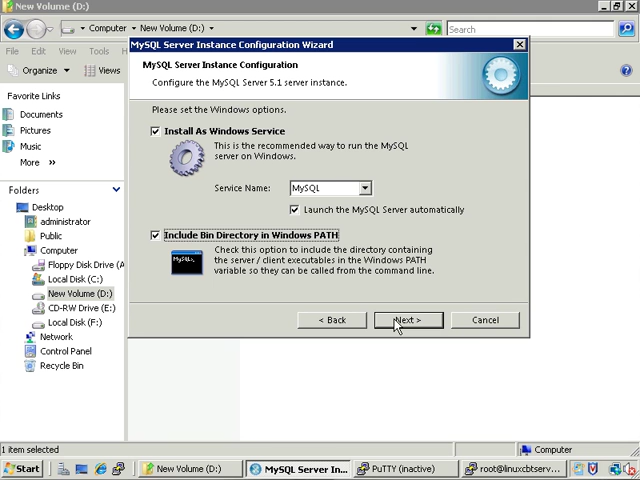 New Volume (D:)
Computer
New Volume (D:)
Search
File
Edit
View
Tools
Organize
Views
Favorite Links
Documents
Pictures
Music
More »
Folders
Desktop
administrator
Public
Computer
Floppy Disk Drive (A
Local Disk (C:)
New Volume (D:)
CD-RW Drive (E:)
Local Disk (F:)
Network
Control Panel
Recycle Bin
MySQL Server Instance Configuration Wizard
MySQL Server Instance Configuration
Configure the MySQL Server 5.1 server instance.
Please set the Windows options.
Install As Windows Service
This is the recommended way to run the MySQL
server on Windows.
Service Name:
MySQL
Launch the MySQL Server automatically
Include Bin Directory in Windows PATH
MySQL>_
Check this option to include the directory containing
the server / client executables in the Windows PATH
variable so they can be called from the command line.
< Back
Next >
Cancel
1 item selected
Computer
Start
New Volume (D:)
MySQL Server In...
PuTTY (inactive)
root@linuxcbtserv...